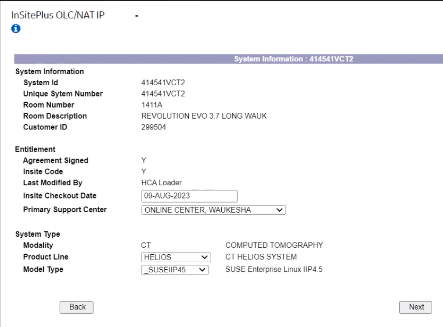 InSitePlus OLC/NAT IP -
System Information : 414541VCT2
System Information
System Id 414541VCT2
Unique Sytem Number 414541VCT2
Room Number 1411A
Room Description REVOLUTION EVO 3.7 LONG WAUK
Customer ID 299504
Entitlement
Agreement Signed Y
Insite Code Y
Last Modified By HCA Loader
Insite Checkout Date 09-AUG-2023
Primary Support Center ONLINE CENTER, WAUKESHA
System Type
Modality CT COMPUTED TOMOGRAPHY
Product Line HELIOS CT HELIOS SYSTEM
Model Type _SUSEIIP45 SUSE Enterprise Linux IIP4.5
Back Next